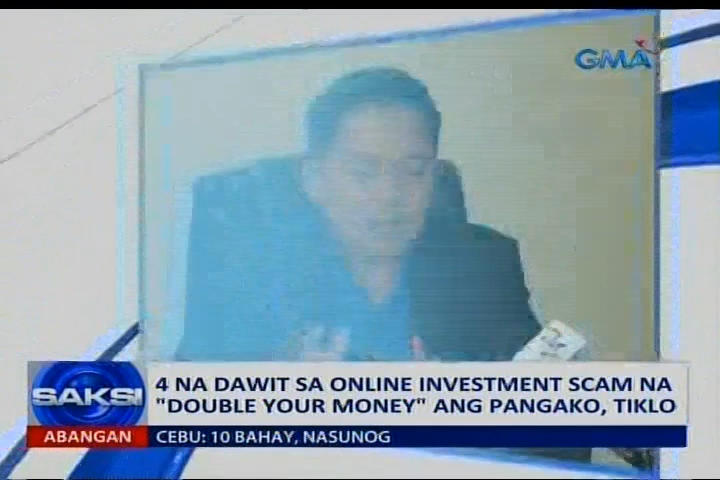 GMA
SAKSI
4 NA DAWIT SA ONLINE INVESTMENT SCAM NA
"DOUBLE YOUR MONEY" ANG PANGAKO, TIKLO
ABANGAN
CEBU: 10 BAHAY, NASUNOG